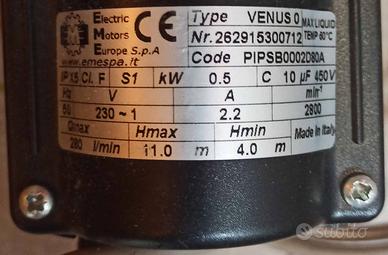 Electric
Motors
Europe S.p.A
www.emespa.it
CE
Type VENUS 0 MAX LIQUID
Nr. 262915300712 TEMP 60°C
Code PIPSB0002D80A
IP X5 Cl. F S1 kW 0.5 C 10 µF 450 V
Hz V A min-1
50 230 ~ 1 2.2 2800
Qmax Hmax Hmin
280 l/min 11.0 m 4.0 m
Made in Italy
subito